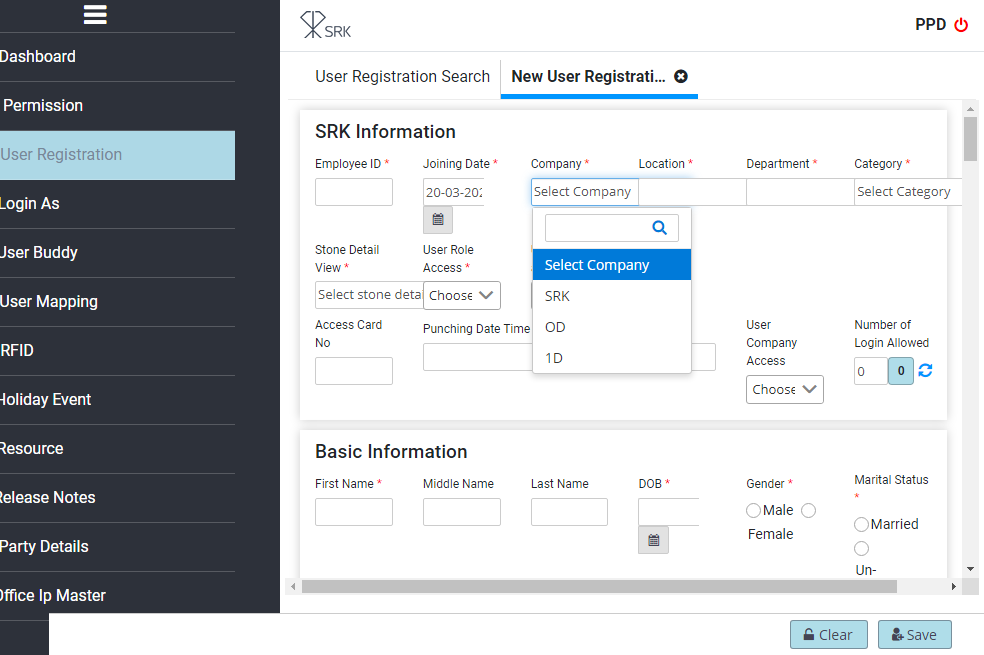 SRK
PPD
Dashboard
Permission
User Registration
Login As
User Buddy
User Mapping
RFID
Holiday Event
Resource
Release Notes
Party Details
Office Ip Master
User Registration Search
New User Registrati...
SRK Information
Employee ID *
Joining Date *
Company *
Location *
Department *
Category *
20-03-202
Select Company
Select Category
Select Company
SRK
OD
1D
Stone Detail
View *
User Role
Access *
Select stone detai
Choose
Access Card
No
Punching Date Time
User
Company
Access
Choose
Number of
Login Allowed
0
0
Basic Information
First Name *
Middle Name
Last Name
DOB *
Gender *
Male
Female
Marital Status
*
Married
Un-
Clear
Save